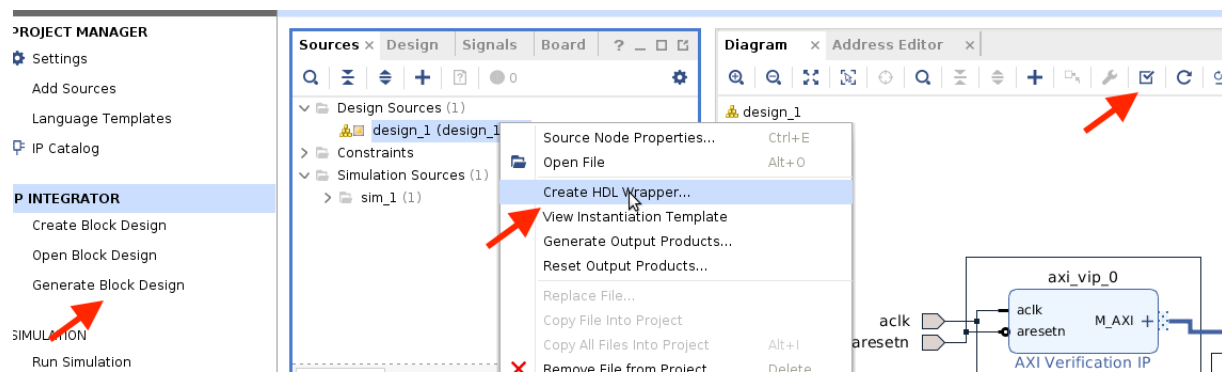 PROJECT MANAGER
Settings
Add Sources
Language Templates
IP Catalog
P INTEGRATOR
Create Block Design
Open Block Design
Generate Block Design
SIMULATION
Run Simulation
Sources × Design Signals Board ? _
0
Design Sources (1)
design_1 (design_1
Constraints
Simulation Sources (1)
sim_1 (1)
Source Node Properties... Ctrl+E
Open File Alt+O
Create HDL Wrapper...
View Instantiation Template
Generate Output Products...
Reset Output Products...
Replace File...
Copy File Into Project
Copy All Files Into Project Alt+I
Remove File from Project Delete
Diagram × Address Editor ×
design_1
axi_vip_0
aclk
aresetn
aclk
aresetn
M_AXI
AXI Verification IP